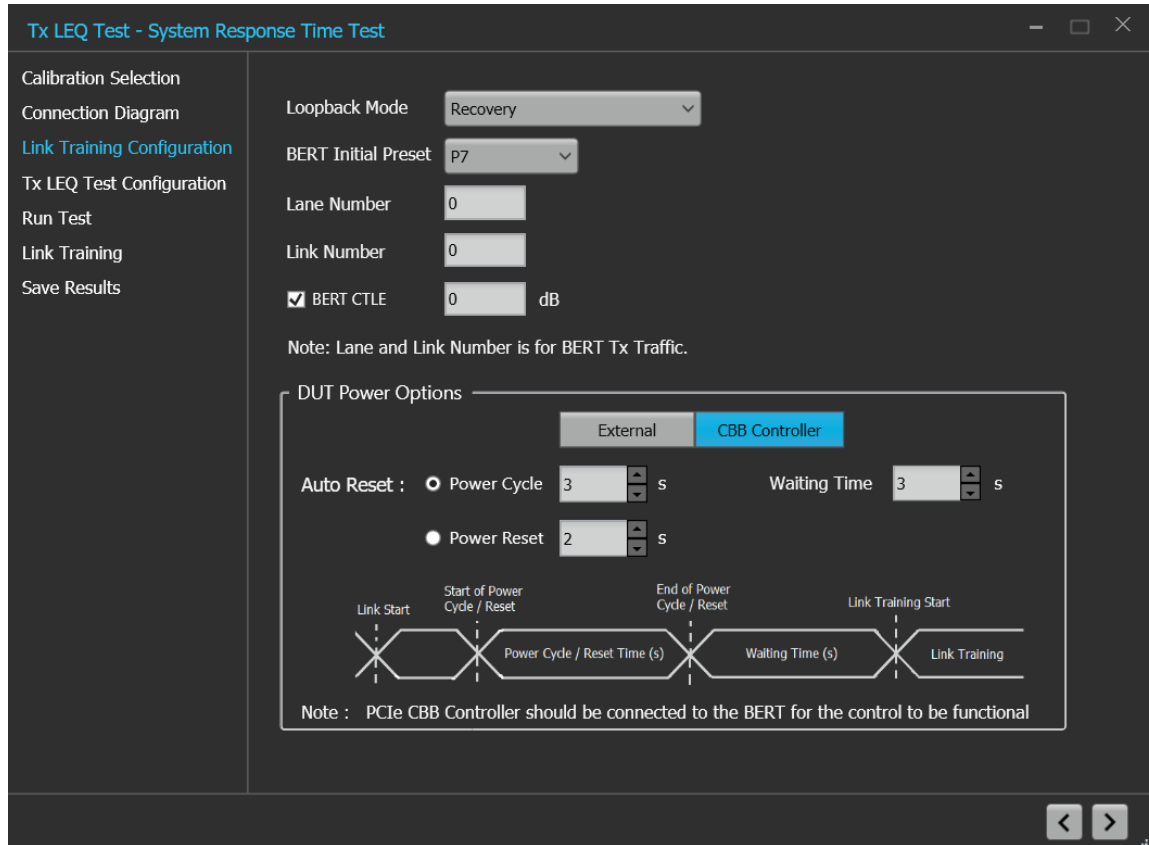 Tx LEQ Test - System Response Time Test
Calibration Selection
Connection Diagram
Link Training Configuration
Tx LEQ Test Configuration
Run Test
Link Training
Save Results
Loopback Mode Recovery
BERT Initial Preset P7
Lane Number 0
Link Number 0
BERT CTLE 0 dB
Note: Lane and Link Number is for BERT Tx Traffic.
DUT Power Options
External CBB Controller
Auto Reset : Power Cycle 3 s Waiting Time 3 s
Power Reset 2 s
Link Start
Start of Power
Cycle / Reset
End of Power
Cycle / Reset
Link Training Start
Power Cycle / Reset Time (s) Waiting Time (s) Link Training
Note : PCIe CBB Controller should be connected to the BERT for the control to be functional